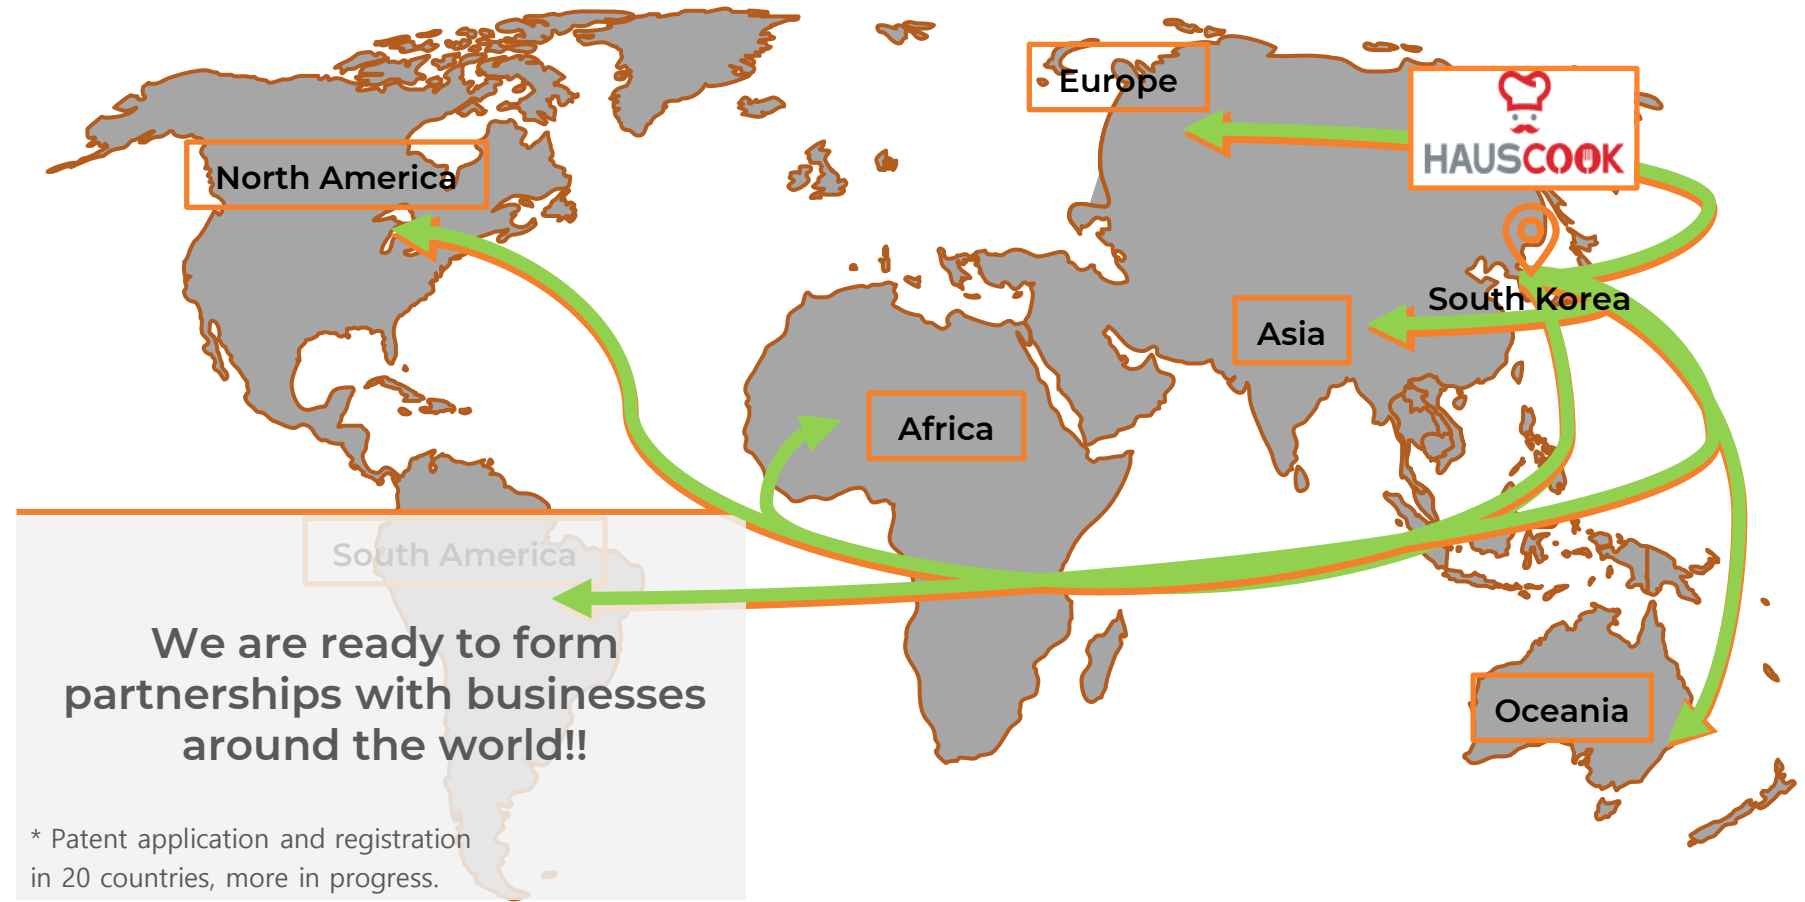 Europe
HAUSCOOK
North America
South Korea
Asia
Africa
South America
We are ready to form
partnerships with businesses
around the world!!
Oceania
* Patent application and registration
in 20 countries, more in progress.